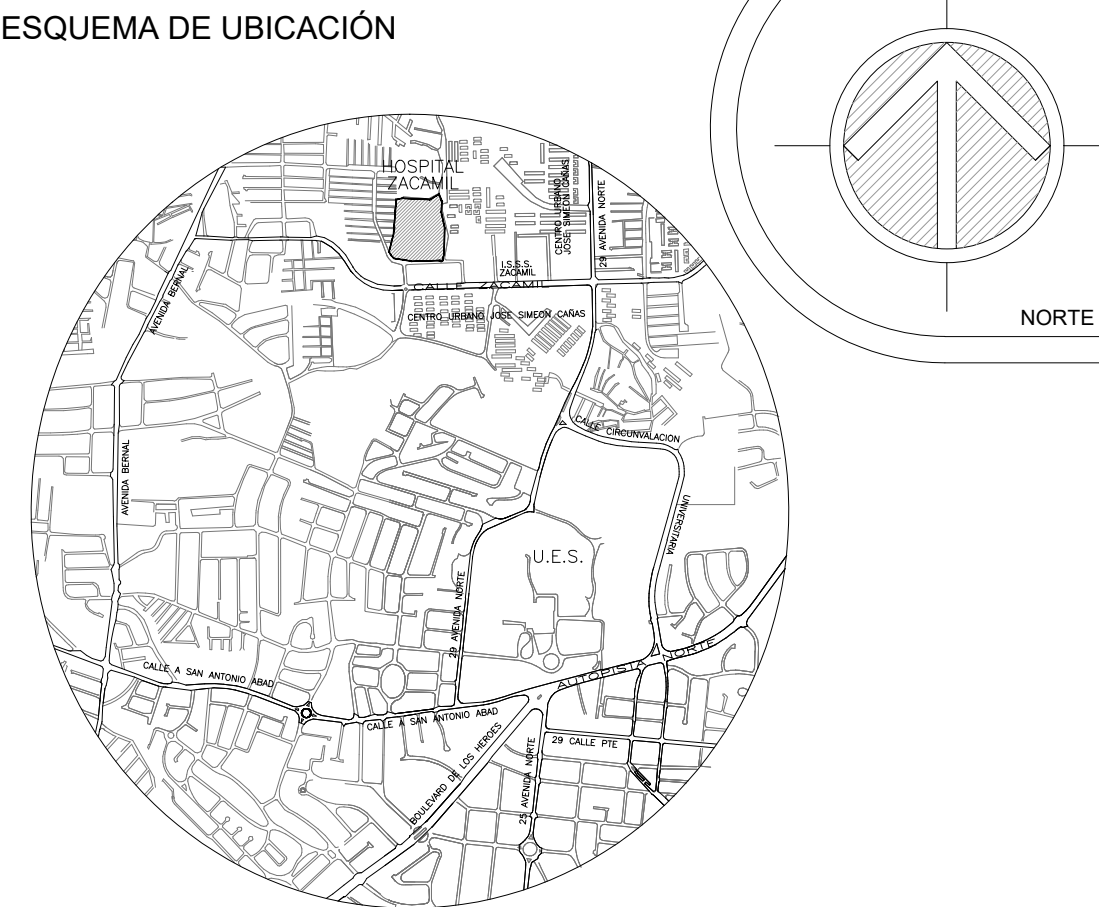 ESQUEMA DE UBICACIÓN
NORTE
HOSPITAL
ZACAMIL
CENTRO URBANO
JOSE SIMEON CAÑAS
29 AVENIDA NORTE
I.S.S.S.
ZACAMIL
CALLE ZACAMIL
AVENIDA BERNAL
CENTRO URBANO JOSE SIMEON CAÑAS
CALLE CIRCUNVALACION
AVENIDA BERNAL
UNIVERSITARIA
U.E.S.
29 AVENIDA NORTE
AUTOPISTA NORTE
CALLE A SAN ANTONIO ABAD
CALLE A SAN ANTONIO ABAD
BOULEVARD DE LOS HEROES
29 CALLE PTE
25 AVENIDA NORTE